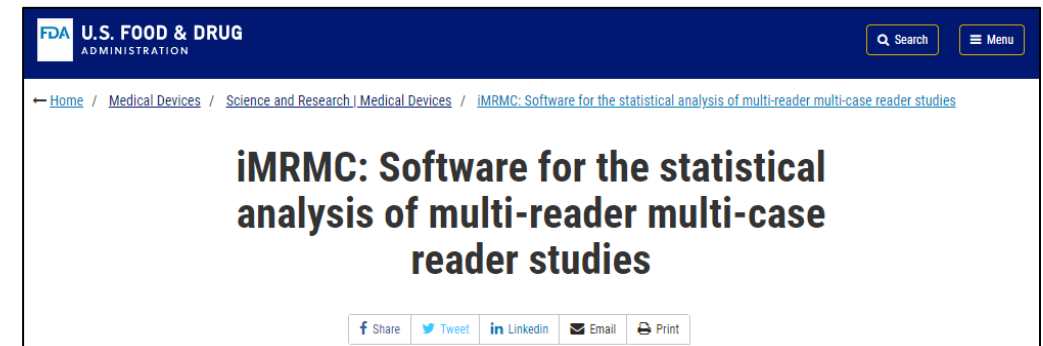 FDA U.S. FOOD & DRUG
ADMINISTRATION
Search
Menu
Home / Medical Devices / Science and Research | Medical Devices / iMRMC: Software for the statistical analysis of multi-reader multi-case reader studies
iMRMC: Software for the statistical
analysis of multi-reader multi-case
reader studies
Share Tweet Linkedin Email Print